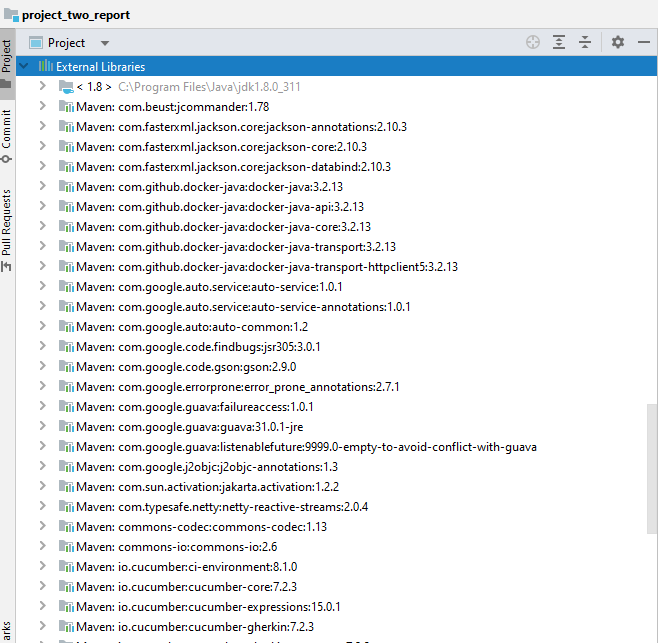 project_two_report
Project
External Libraries
< 1.8 > C:\Program Files\Java\jdk1.8.0_311
Maven: com.beust:jcommander:1.78
Maven: com.fasterxml.jackson.core:jackson-annotations:2.10.3
Maven: com.fasterxml.jackson.core:jackson-core:2.10.3
Maven: com.fasterxml.jackson.core:jackson-databind:2.10.3
Maven: com.github.docker-java:docker-java:3.2.13
Maven: com.github.docker-java:docker-java-api:3.2.13
Maven: com.github.docker-java:docker-java-core:3.2.13
Maven: com.github.docker-java:docker-java-transport:3.2.13
Maven: com.github.docker-java:docker-java-transport-httpclient5:3.2.13
Maven: com.google.auto.service:auto-service:1.0.1
Maven: com.google.auto.service:auto-service-annotations:1.0.1
Maven: com.google.auto:auto-common:1.2
Maven: com.google.code.findbugs:jsr305:3.0.1
Maven: com.google.code.gson:gson:2.9.0
Maven: com.google.errorprone:error_prone_annotations:2.7.1
Maven: com.google.guava:failureaccess:1.0.1
Maven: com.google.guava:guava:31.0.1-jre
Maven: com.google.guava:listenablefuture:9999.0-empty-to-avoid-conflict-with-guava
Maven: com.google.j2objc:j2objc-annotations:1.3
Maven: com.sun.activation:jakarta.activation:1.2.2
Maven: com.typesafe.netty:netty-reactive-streams:2.0.4
Maven: commons-codec:commons-codec:1.13
Maven: commons-io:commons-io:2.6
Maven: io.cucumber:ci-environment:8.1.0
Maven: io.cucumber:cucumber-core:7.2.3
Maven: io.cucumber:cucumber-expressions:15.0.1
Maven: io.cucumber:cucumber-gherkin:7.2.3
Project
Commit
Pull Requests
arks